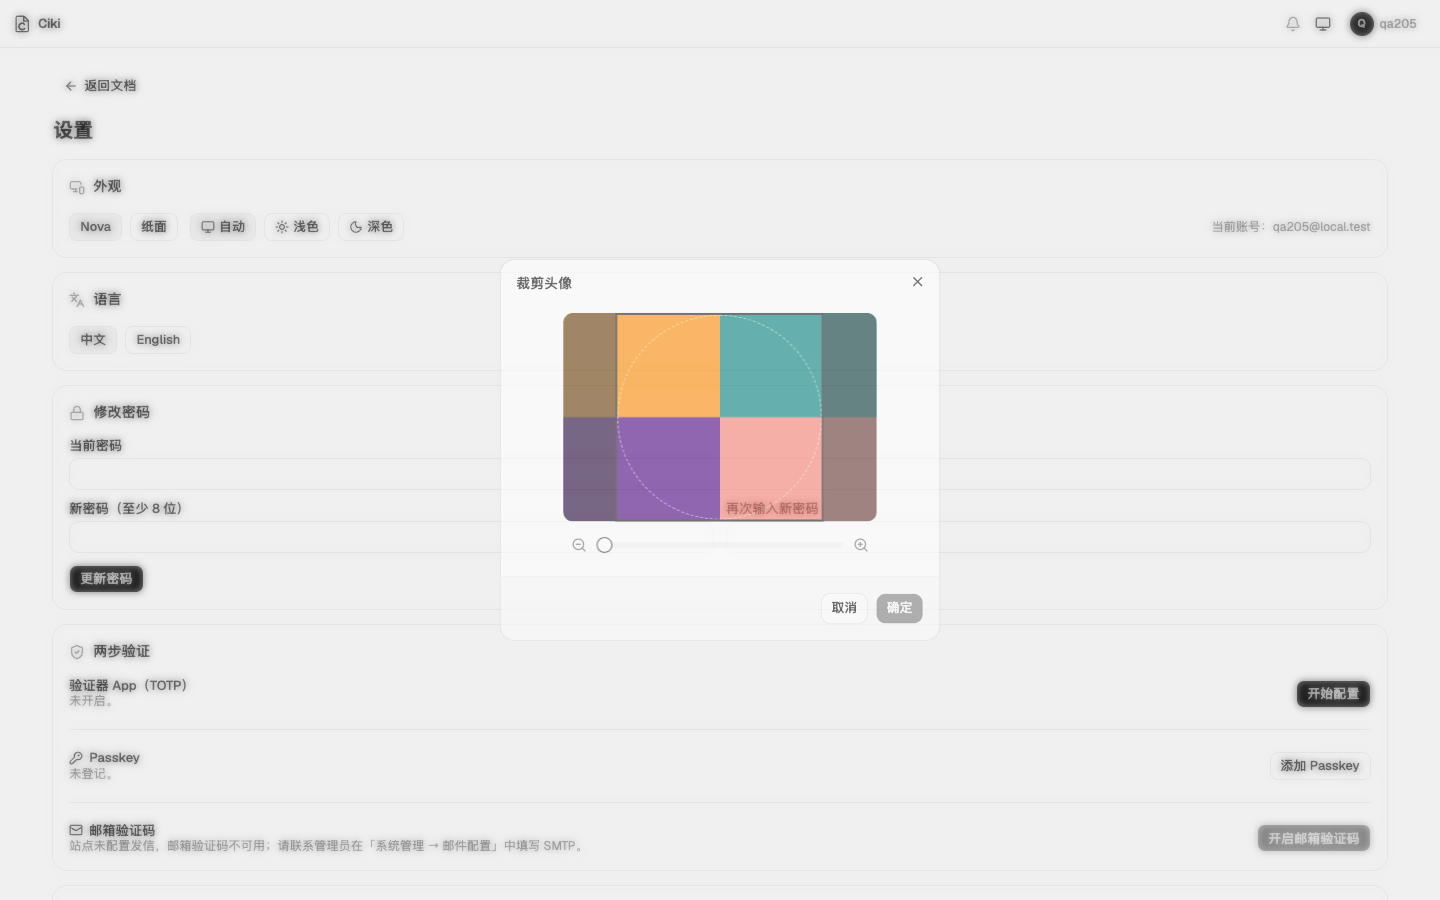 Ciki
Q qa205
返回文档
设置
外观
Nova 纸面 自动 浅色 深色 当前账号：qa205@local.test
语言
中文 English
修改密码
当前密码
新密码（至少 8 位）
更新密码
裁剪头像
再次输入新密码
取消 确定
两步验证
验证器 App（TOTP）
未开启。
开始配置
Passkey
未登记。
添加 Passkey
邮箱验证码
站点未配置发信，邮箱验证码不可用；请联系管理员在「系统管理 → 邮件配置」中填写 SMTP。
开启邮箱验证码